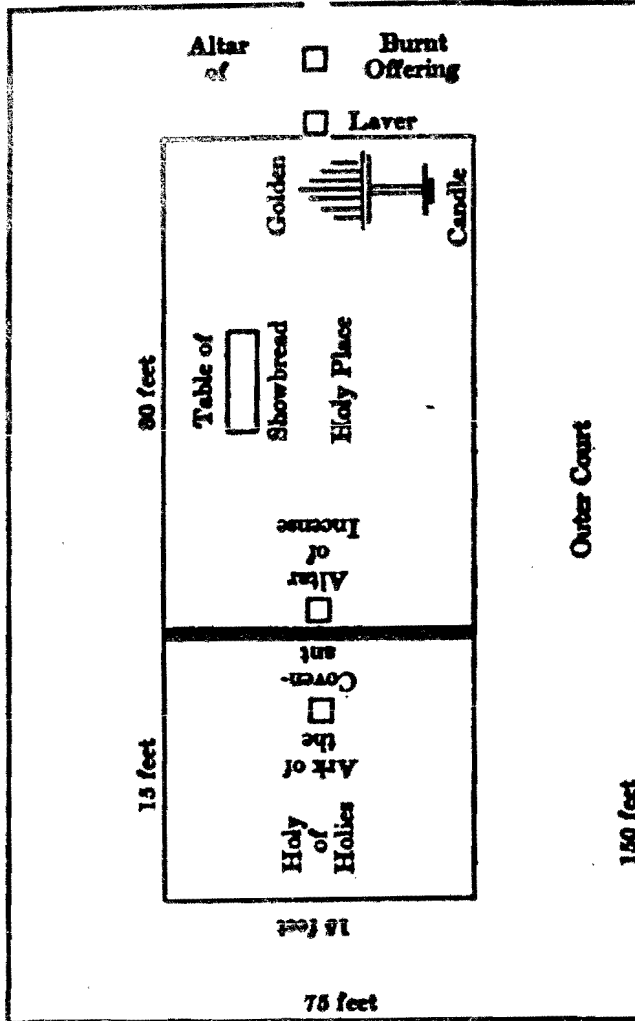 Altar
of
Burnt
Offering
Laver
Golden
Candle
30 feet
Table of
Showbread
Holy Place
Altar
of
Incense
Outer Court
Ark of
the
Coven-
ant
15 feet
Holy
of
Holies
15 feet
150 feet
75 feet